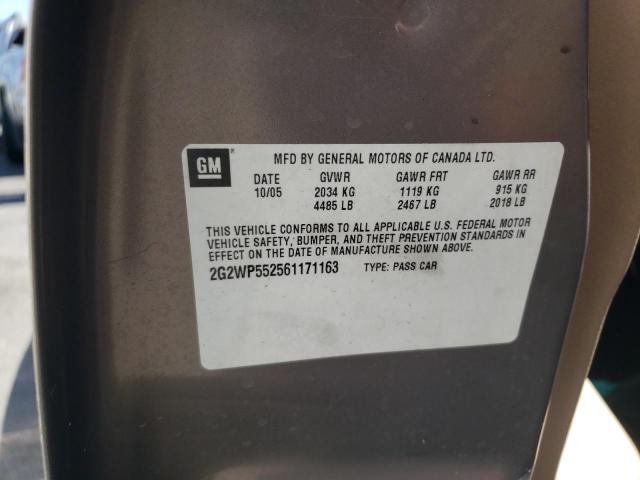 GM
MFD BY GENERAL MOTORS OF CANADA LTD.
DATE GVWR GAWR FRT GAWR RR
10/05 2034 KG 1119 KG 915 KG
4485 LB 2467 LB 2018 LB
THIS VEHICLE CONFORMS TO ALL APPLICABLE U.S. FEDERAL MOTOR
VEHICLE SAFETY, BUMPER, AND THEFT PREVENTION STANDARDS IN
EFFECT ON THE DATE OF MANUFACTURE SHOWN ABOVE.
2G2WP552561171163 TYPE: PASS CAR